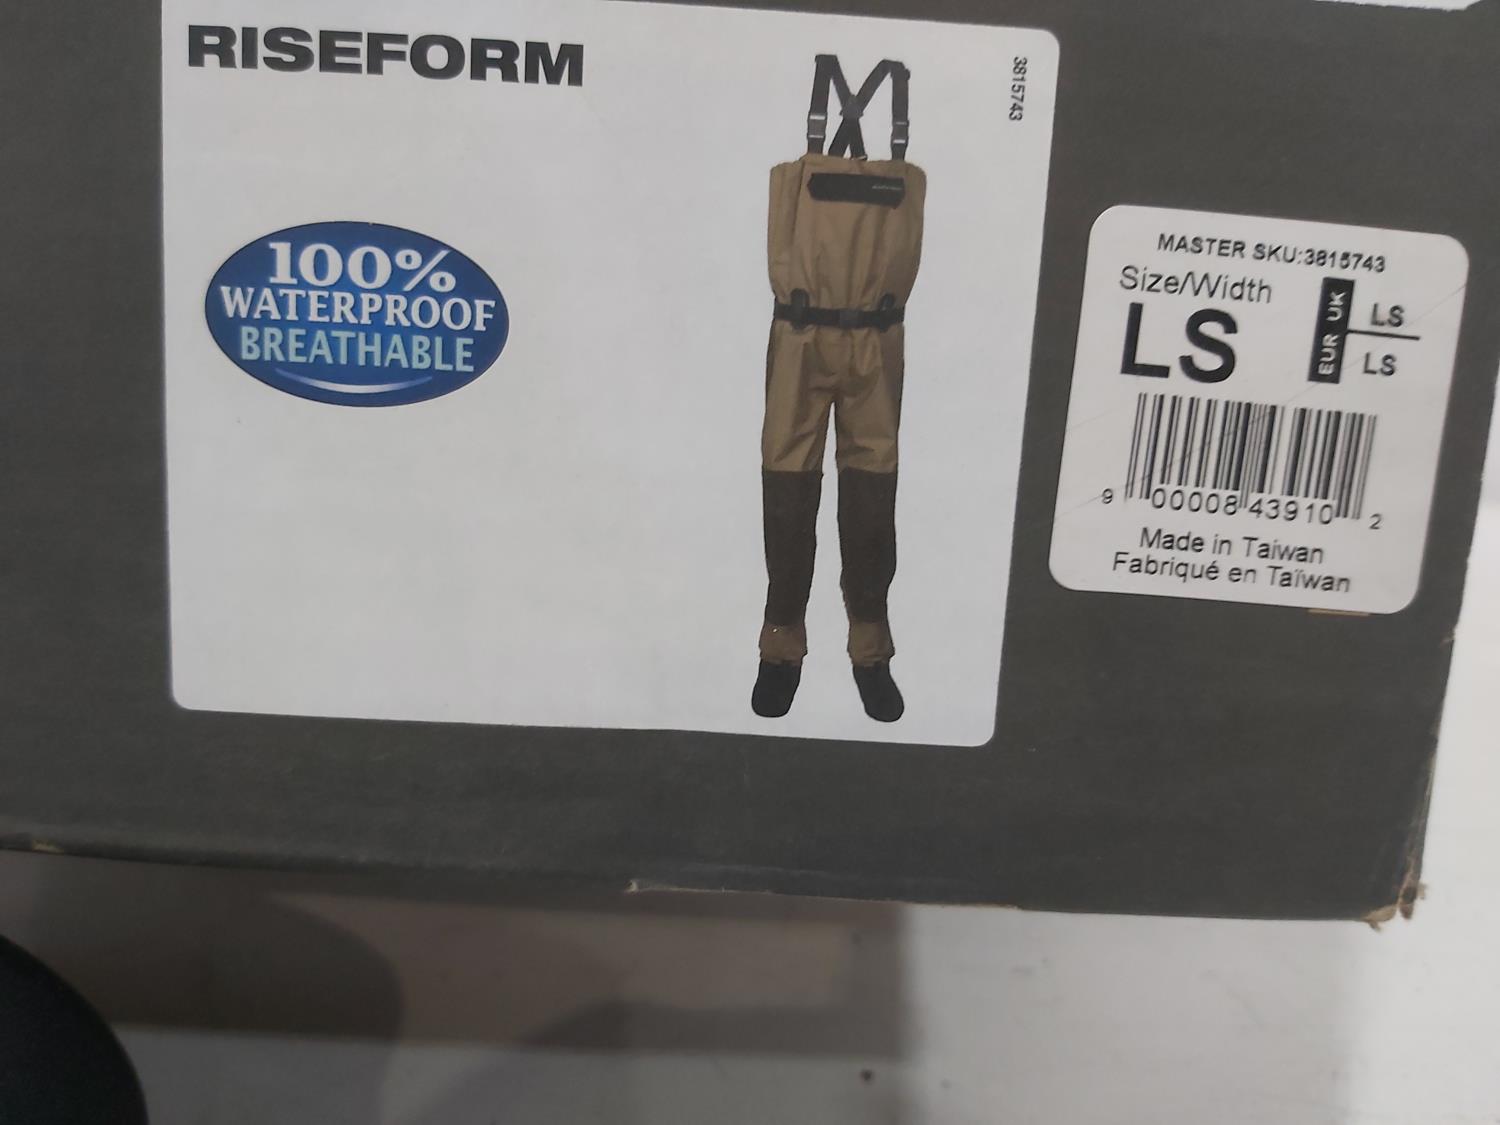 RISEFORM
3815743
100%
WATERPROOF
BREATHABLE
MASTER SKU:3815743
Size/Width
LS
UK LS
EUR LS
9 00008 43910 2
Made in Taiwan
Fabriqué en Taïwan